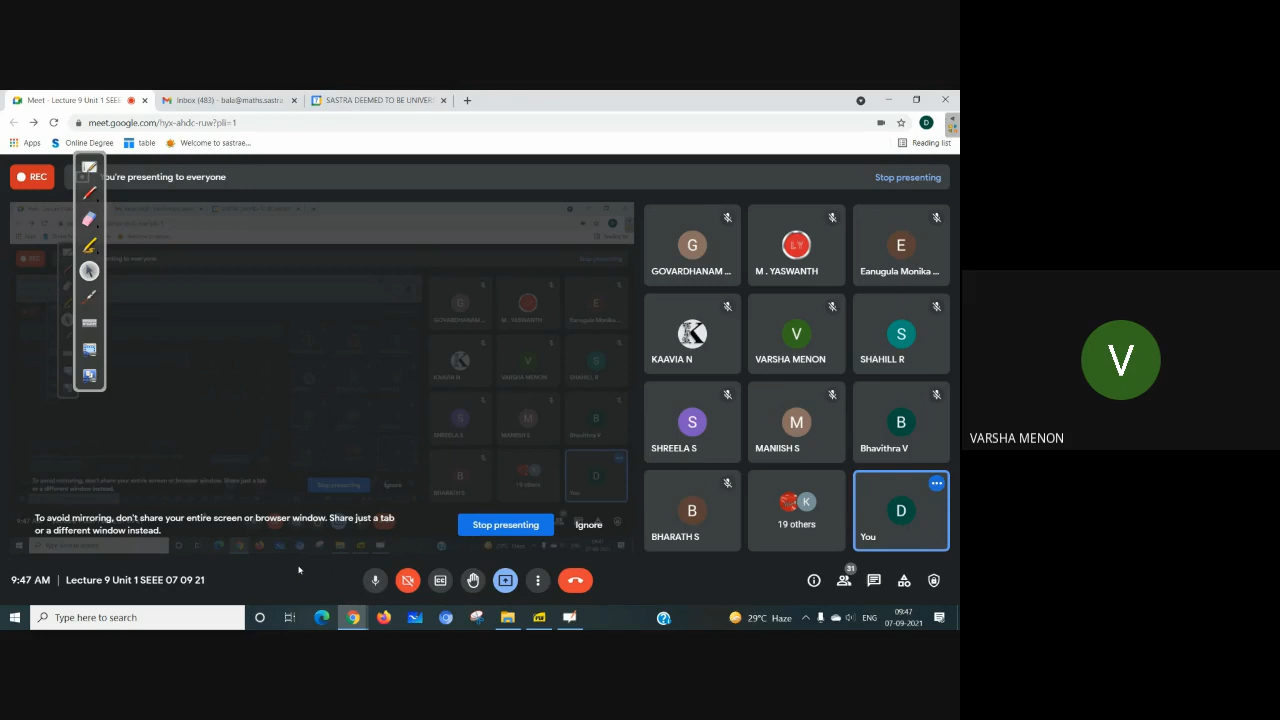 Meet - Lecture 9 Unit 1 SEEE
Inbox (483) - bala@maths.sastra
SASTRA DEEMED TO BE UNIVER
meet.google.com/hyx-ahdc-ruw?pli=1
Apps
Online Degree
table
Welcome to sastrae...
Reading list
REC
You're presenting to everyone
Stop presenting
G
GOVARDHANAM ...
LY
M . YASWANTH
E
Eanugula Monika ...
K
KAAVIA N
V
VARSHA MENON
S
SHAHILL R
S
SHREELA S
M
MANIISH S
B
Bhavithra V
B
BHARATH S
K
19 others
D
You
To avoid mirroring, don't share your entire screen or browser window. Share just a tab
or a different window instead.
Stop presenting
Ignore
9:47 AM | Lecture 9 Unit 1 SEEE 07 09 21
31
Type here to search
29°C Haze
ENG
09:47
07-09-2021
V
VARSHA MENON